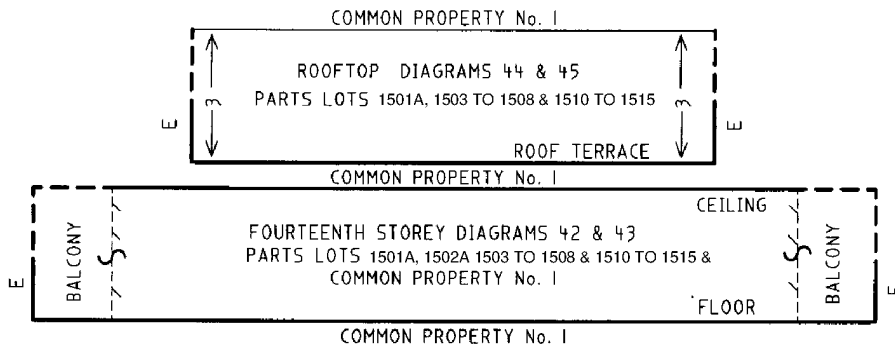 COMMON PROPERTY No. 1
ROOFTOP DIAGRAMS 44 & 45
PARTS LOTS 1501A, 1503 TO 1508 & 1510 TO 1515
3
3
E
E
ROOF TERRACE
COMMON PROPERTY No. 1
CEILING
BALCONY
FOURTEENTH STOREY DIAGRAMS 42 & 43
PARTS LOTS 1501A, 1502A 1503 TO 1508 & 1510 TO 1515 &
COMMON PROPERTY No. 1
BALCONY
E
E
FLOOR
COMMON PROPERTY No. 1